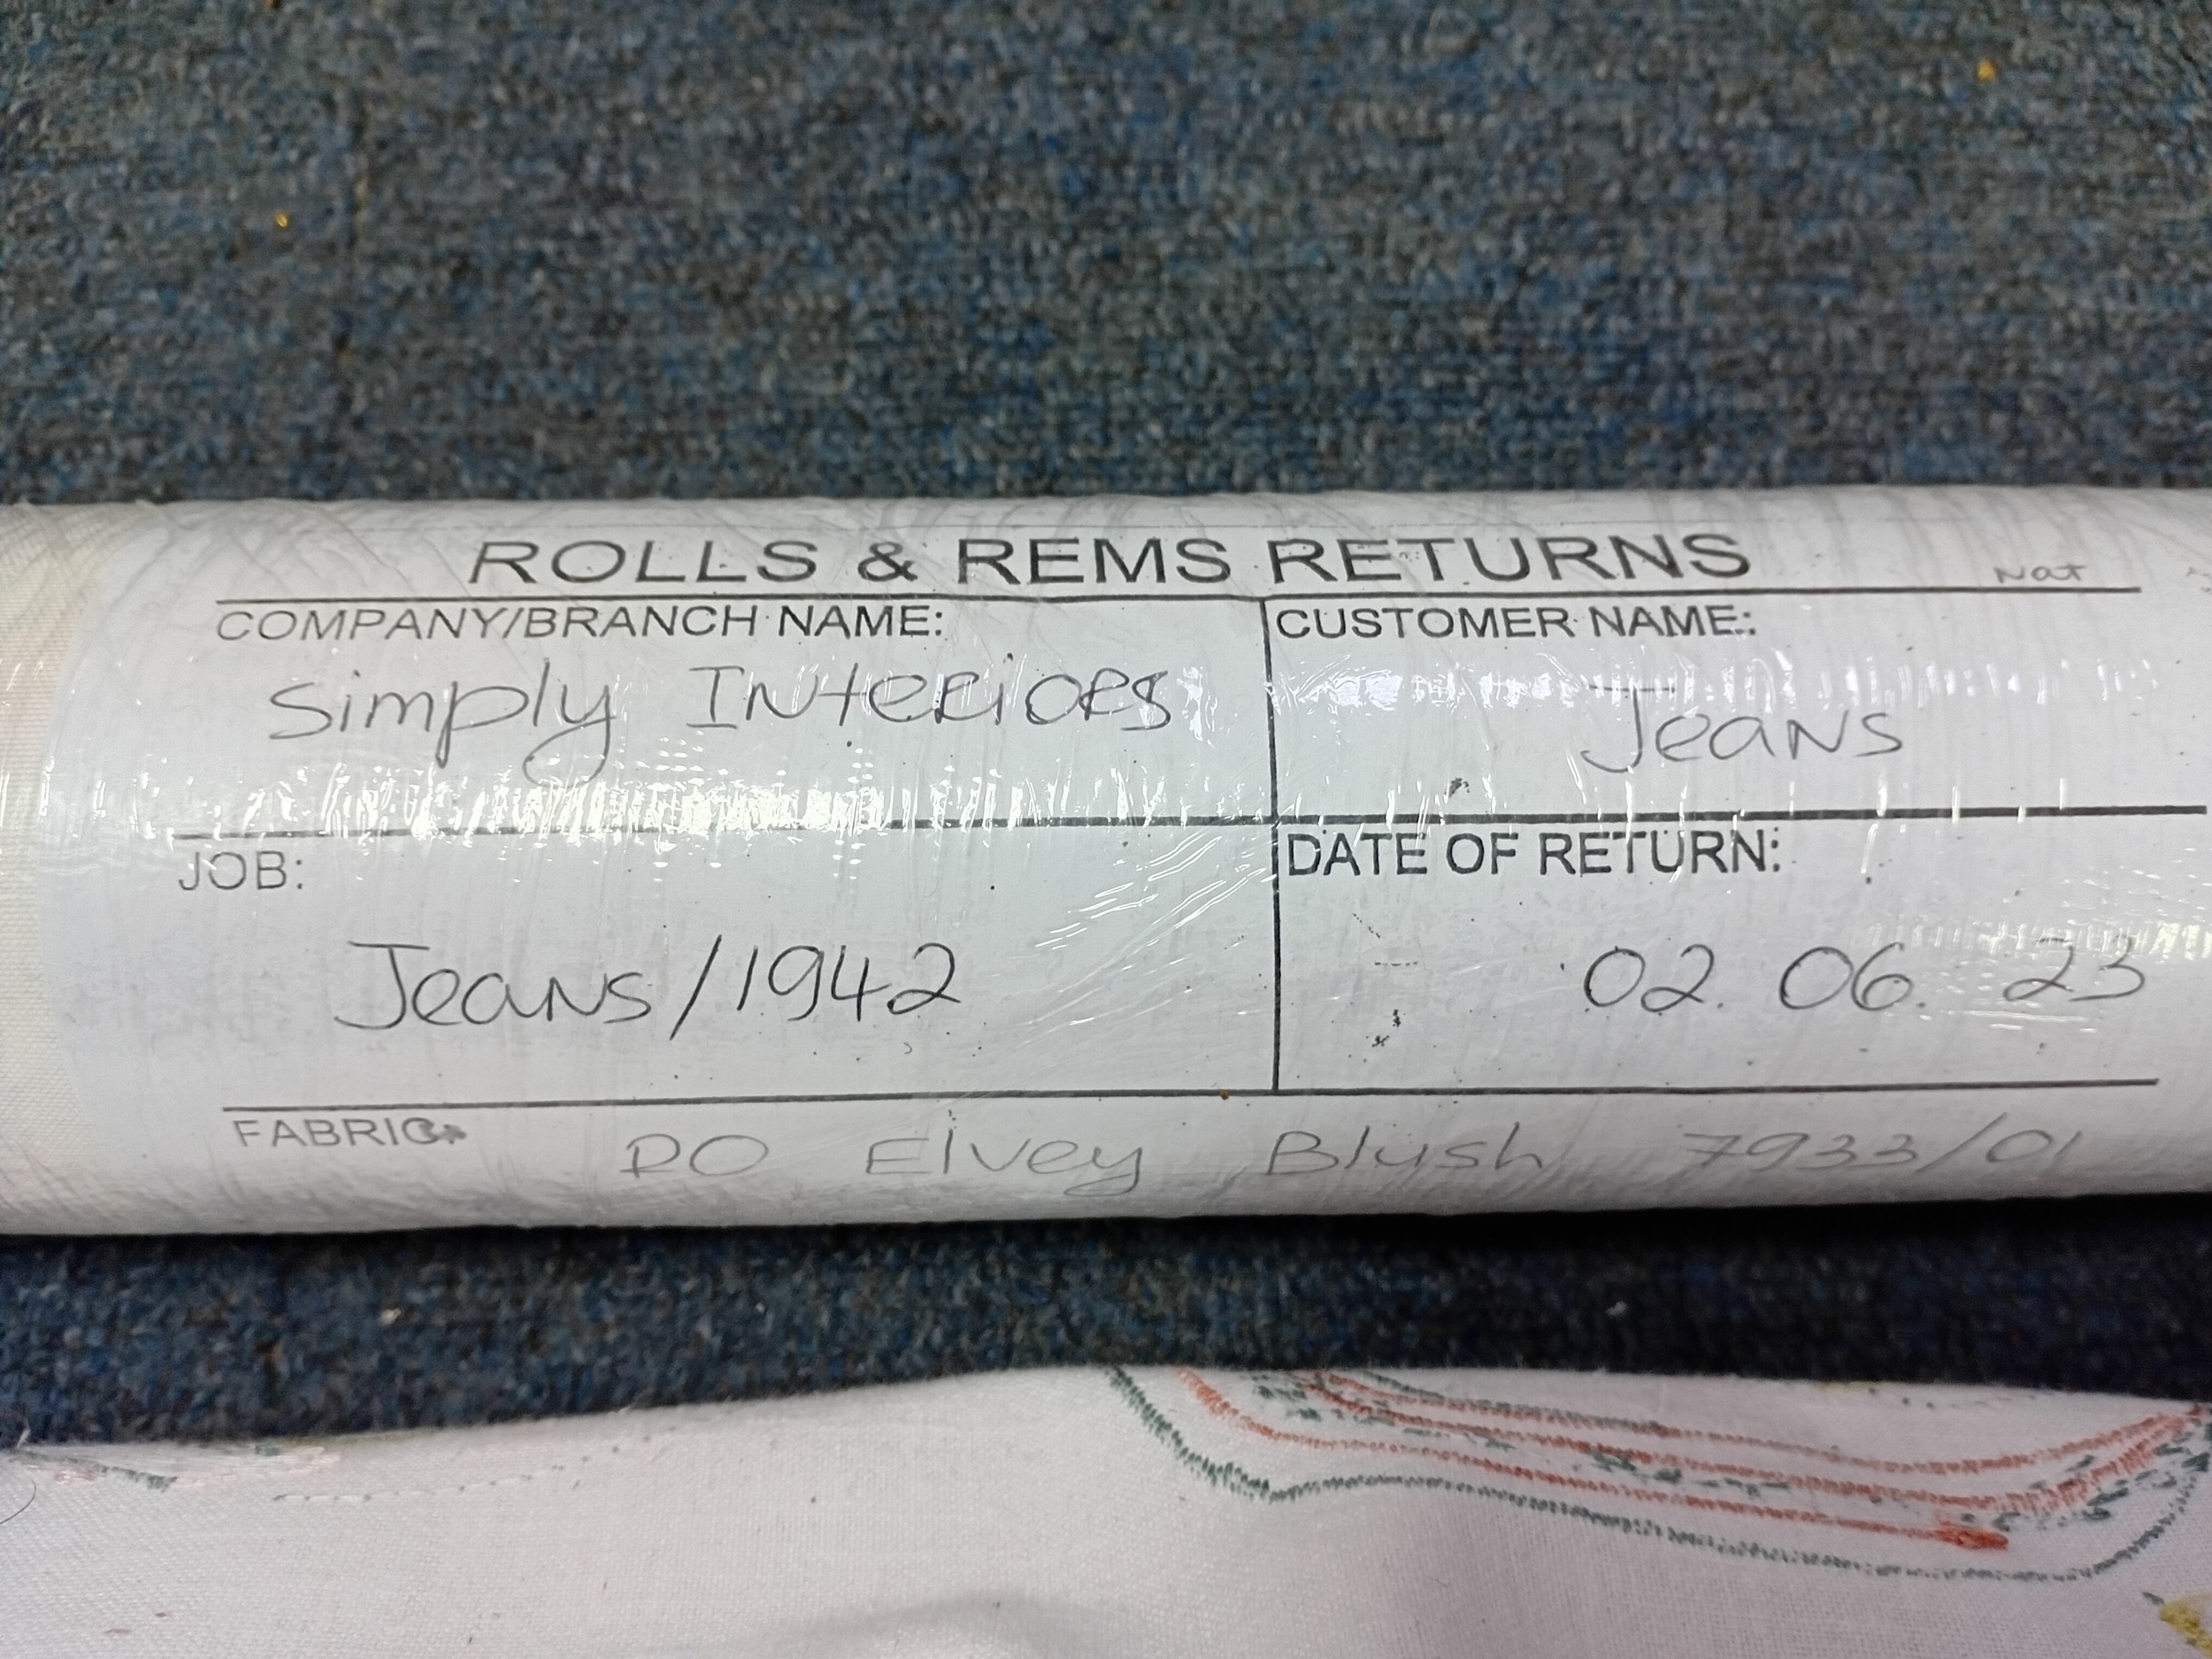 ROLLS & REMS RETURNS
Nat
COMPANY/BRANCH NAME:
Simply Interiors
CUSTOMER NAME:
Jeans
JOB:
Jeans/1942
DATE OF RETURN:
02. 06. 23
FABRIC: RO Elvey Blush 7933/01